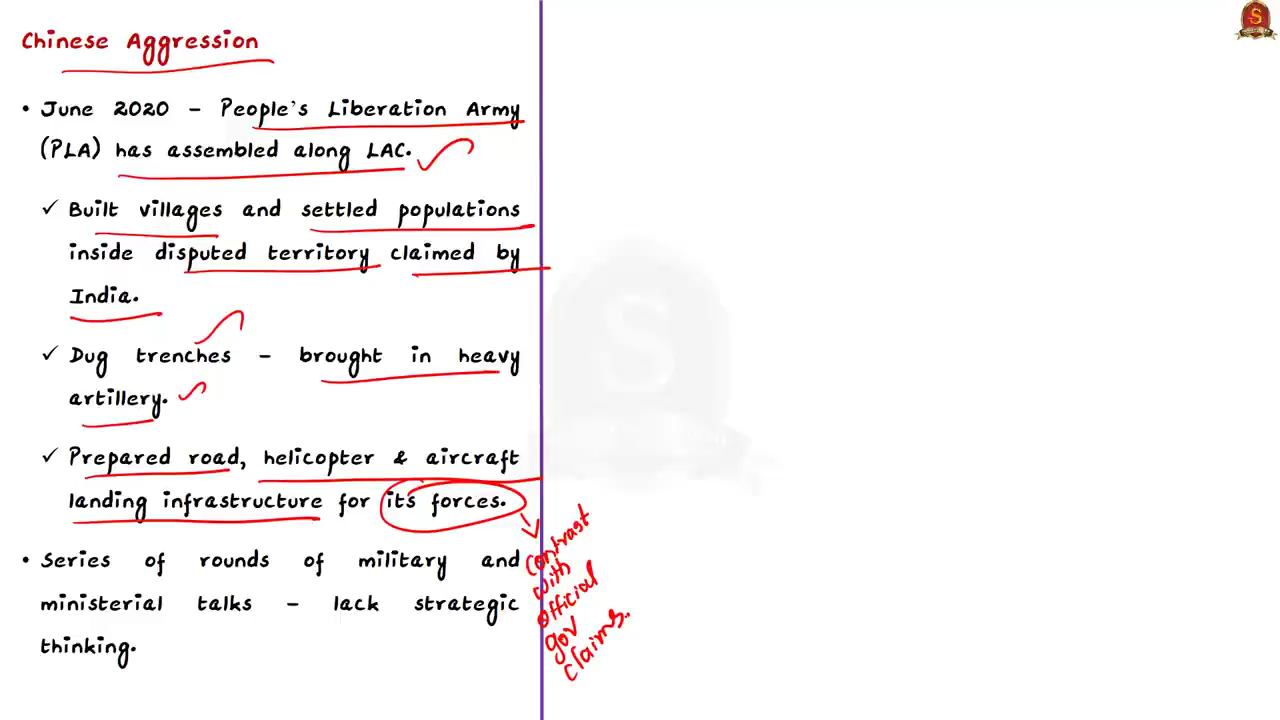 Chinese Aggression
• June 2020 – People's Liberation Army
(PLA) has assembled along LAC.
✓ Built villages and settled populations
inside disputed territory claimed by
India.
✓ Dug trenches – brought in heavy
artillery.
✓ Prepared road, helicopter & aircraft
landing infrastructure for its forces.
• Series of rounds of military and
ministerial talks – lack strategic
thinking.
contrast
with
official
gov
claims.
S
S